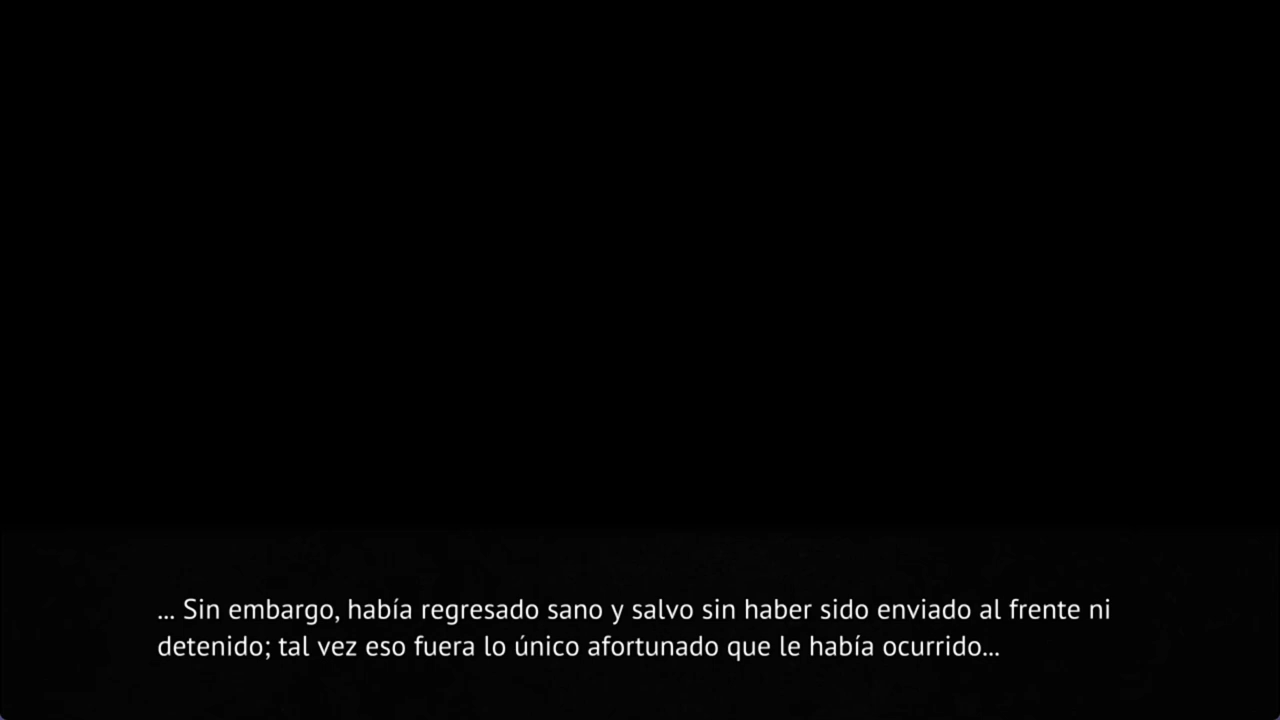 ... Sin embargo, había regresado sano y salvo sin haber sido enviado al frente ni
detenido; tal vez eso fuera lo único afortunado que le había ocurrido...